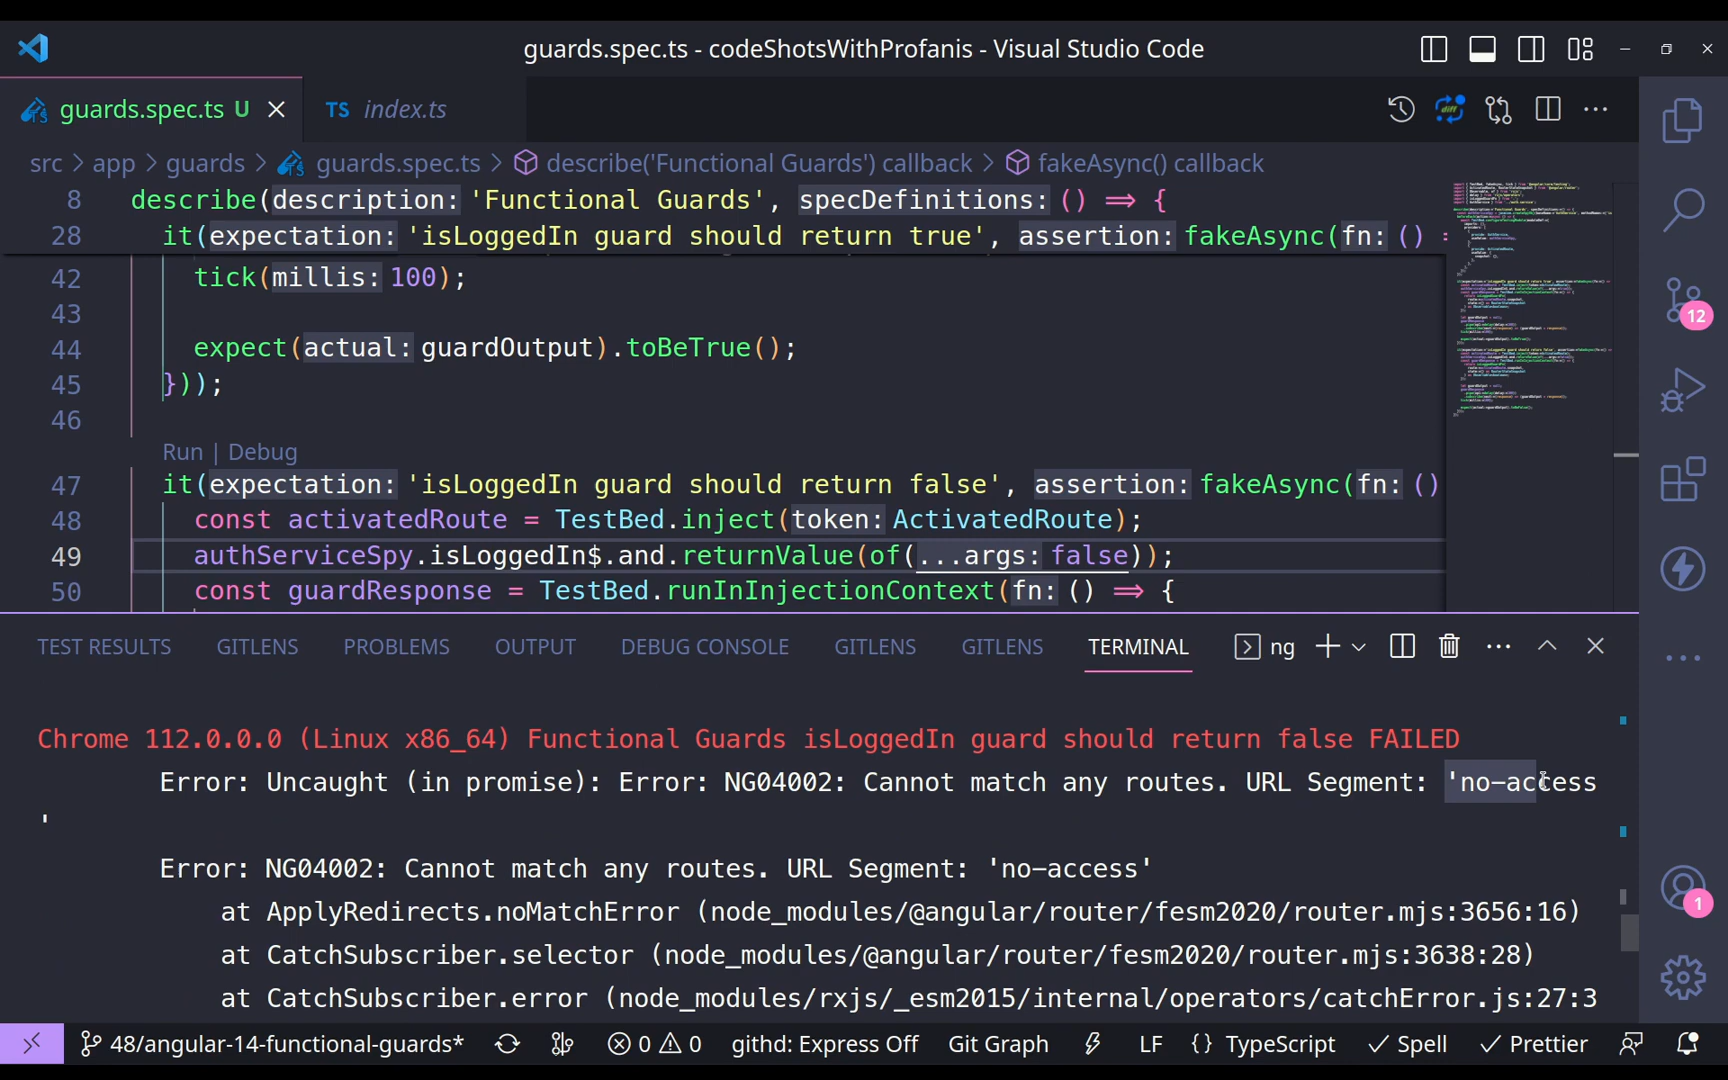 guards.spec.ts - codeShotsWithProfanis - Visual Studio Code
guards.spec.ts U
TS index.ts
src > app > guards > guards.spec.ts > describe('Functional Guards') callback > fakeAsync() callback
8 describe(description: 'Functional Guards', specDefinitions: () => {
28 it(expectation: 'isLoggedIn guard should return true', assertion: fakeAsync(fn: () =
42 tick(millis: 100);
43
44 expect(actual: guardOutput).toBeTrue();
45 }));
46
Run | Debug
47 it(expectation: 'isLoggedIn guard should return false', assertion: fakeAsync(fn: ()
48 const activatedRoute = TestBed.inject(token: ActivatedRoute);
49 authServiceSpy.isLoggedIn$.and.returnValue(of(...args: false));
50 const guardResponse = TestBed.runInInjectionContext(fn: () => {
TEST RESULTS GITLENS PROBLEMS OUTPUT DEBUG CONSOLE GITLENS GITLENS TERMINAL ng
Chrome 112.0.0.0 (Linux x86_64) Functional Guards isLoggedIn guard should return false FAILED
Error: Uncaught (in promise): Error: NG04002: Cannot match any routes. URL Segment: 'no-access
'
Error: NG04002: Cannot match any routes. URL Segment: 'no-access'
at ApplyRedirects.noMatchError (node_modules/@angular/router/fesm2020/router.mjs:3656:16)
at CatchSubscriber.selector (node_modules/@angular/router/fesm2020/router.mjs:3638:28)
at CatchSubscriber.error (node_modules/rxjs/_esm2015/internal/operators/catchError.js:27:3
12
1
48/angular-14-functional-guards* 0 0 githd: Express Off Git Graph LF {} TypeScript Spell Prettier